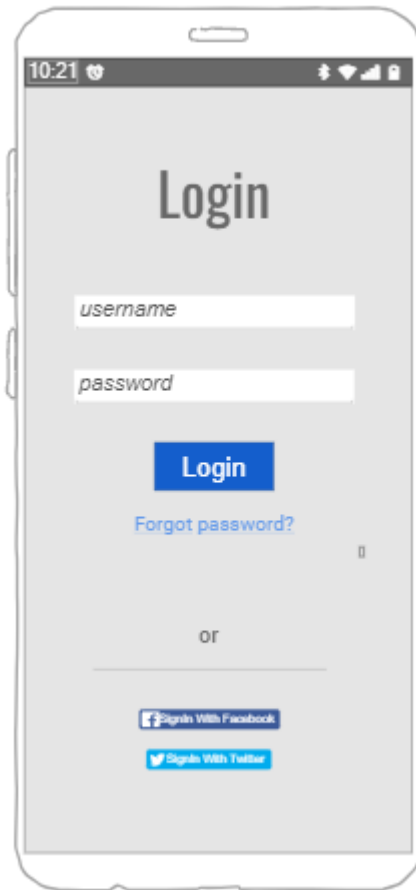 10:21
Login
username
password
Login
Forgot password?
or
SignIn With Facebook
SignIn With Twitter